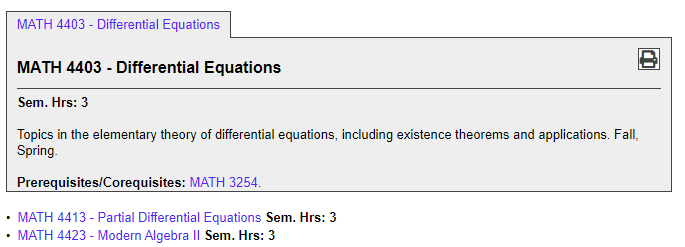 MATH 4403 - Differential Equations
MATH 4403 - Differential Equations
Sem. Hrs: 3
Topics in the elementary theory of differential equations, including existence theorems and applications. Fall,
Spring.
Prerequisites/Corequisites: MATH 3254.
• MATH 4413 - Partial Differential Equations Sem. Hrs: 3
• MATH 4423 - Modern Algebra II Sem. Hrs: 3